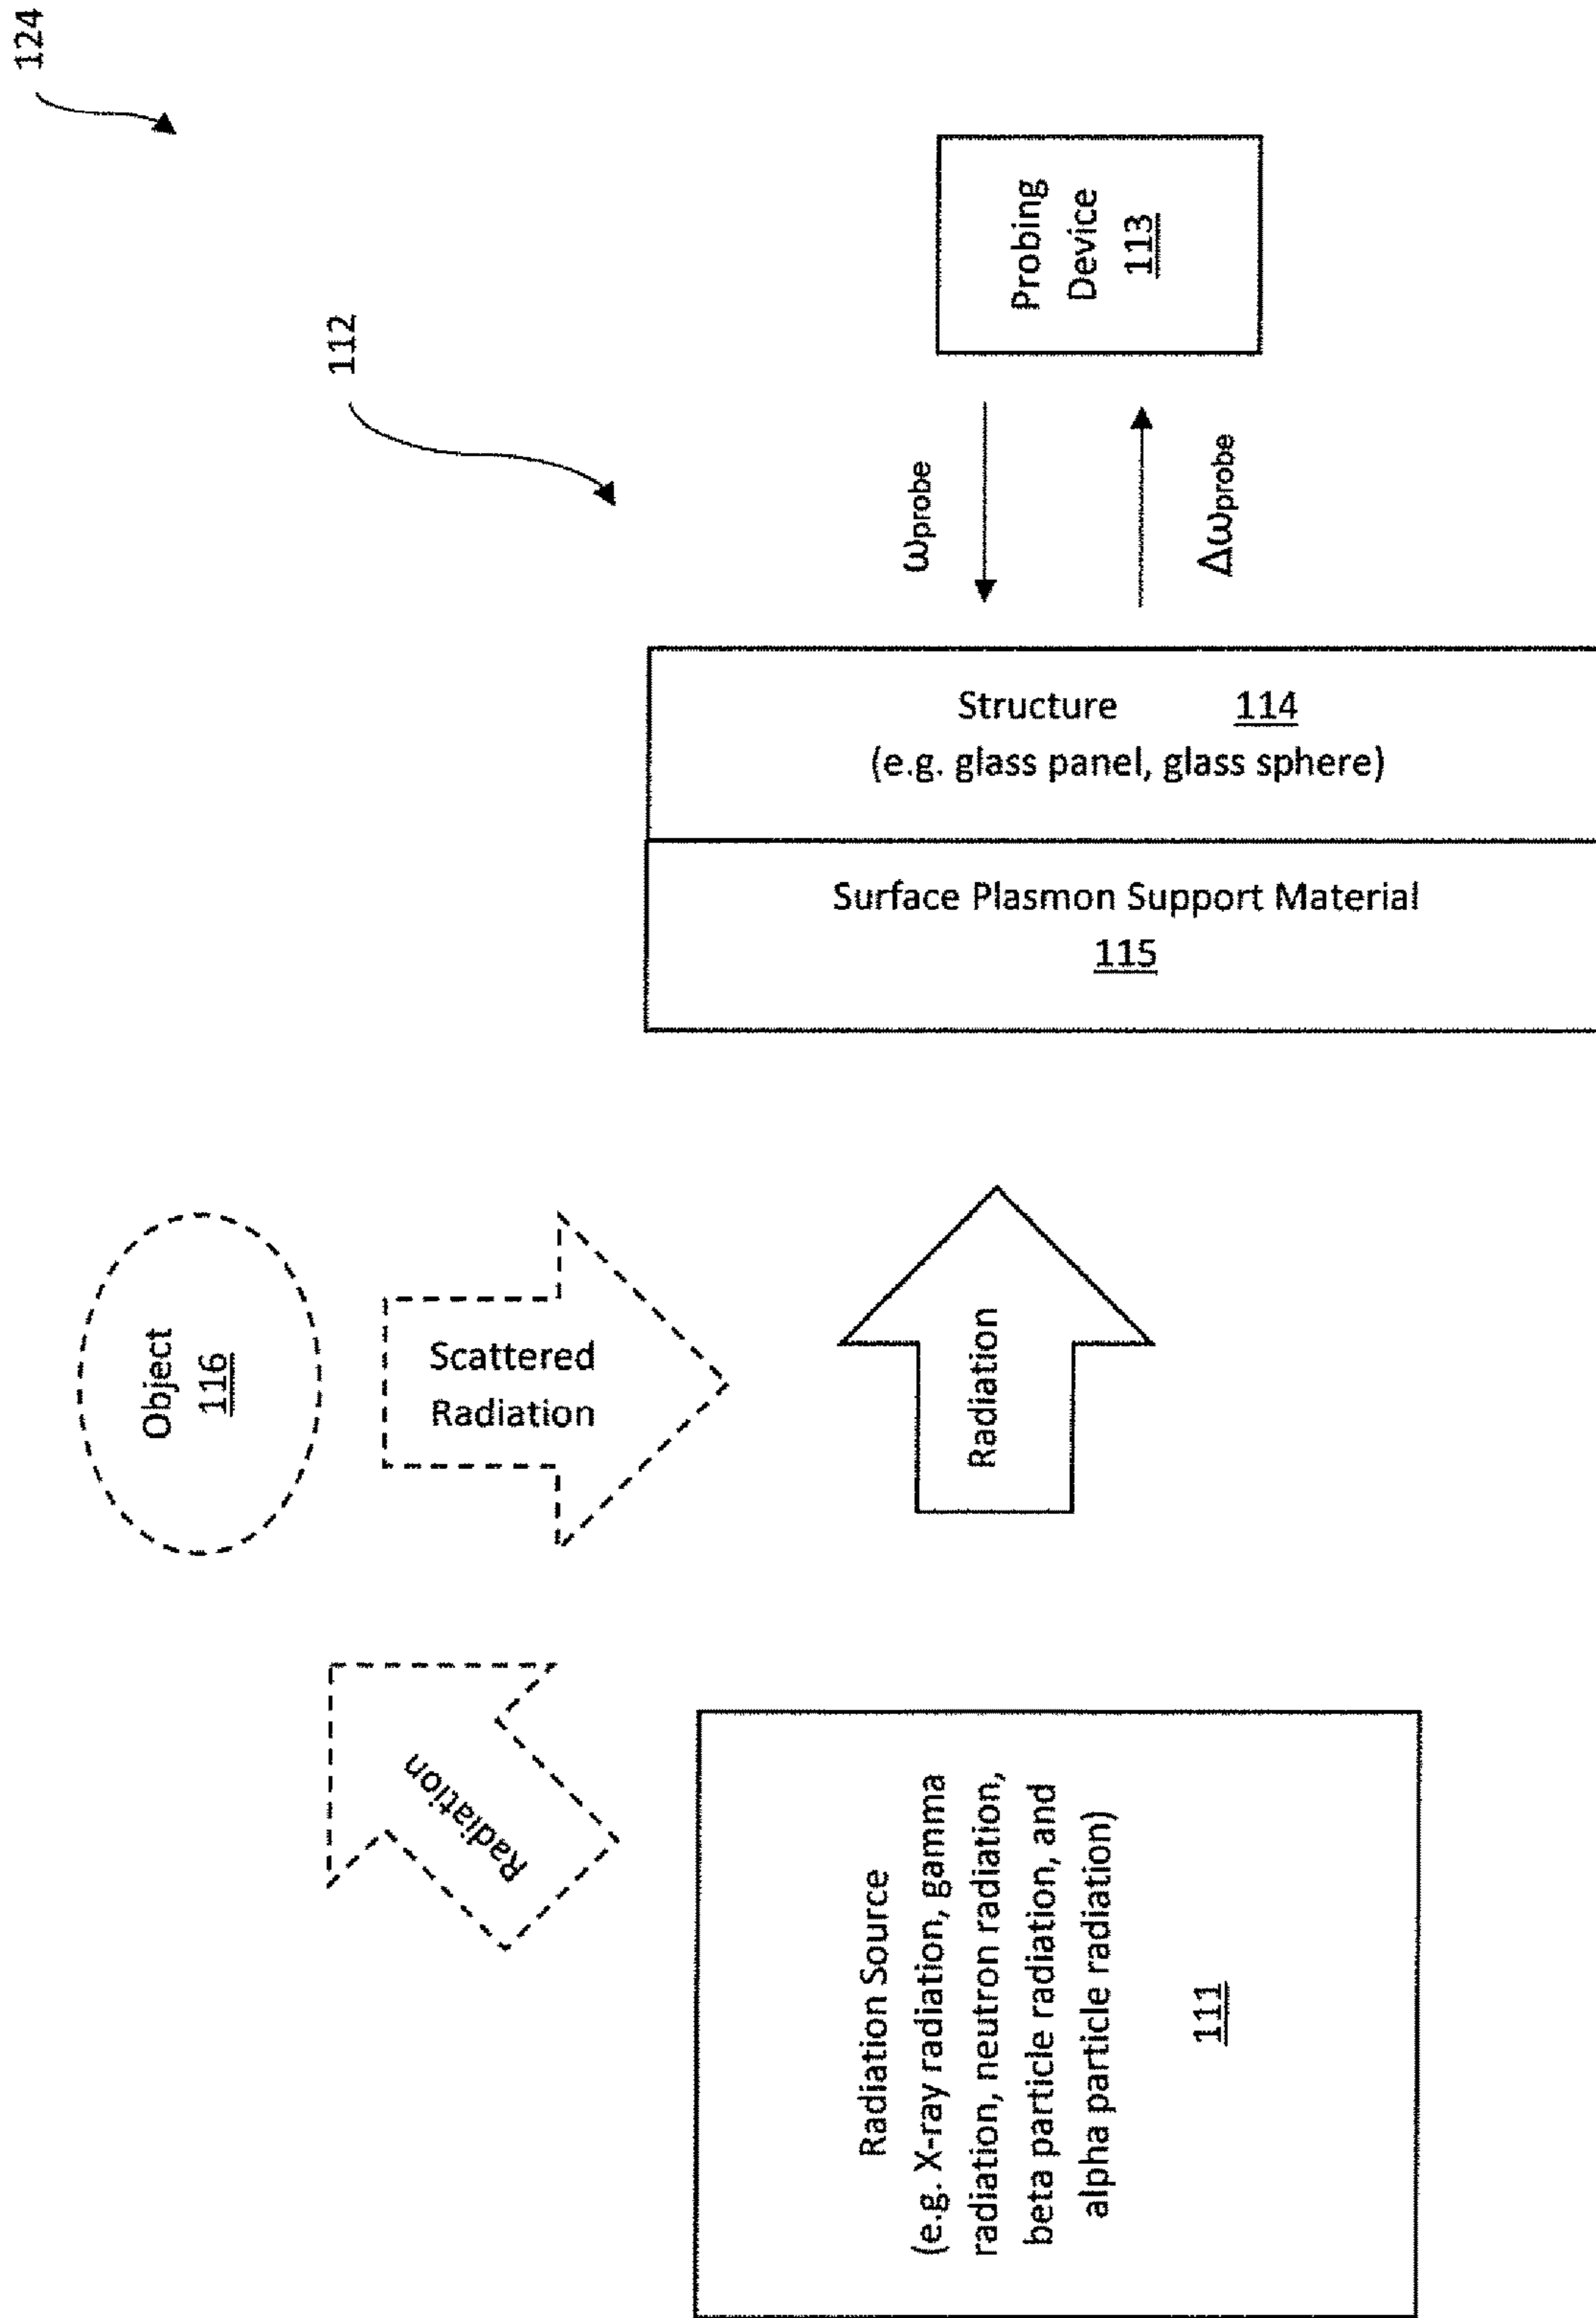 124
112
Probing
Device
113
ωprobe
Δωprobe
Structure 114
(e.g. glass panel, glass sphere)
Surface Plasmon Support Material
115
Object
116
Scattered
Radiation
Radiation
Radiation
Radiation Source
(e.g. X-ray radiation, gamma
radiation, neutron radiation,
beta particle radiation, and
alpha particle radiation)
111